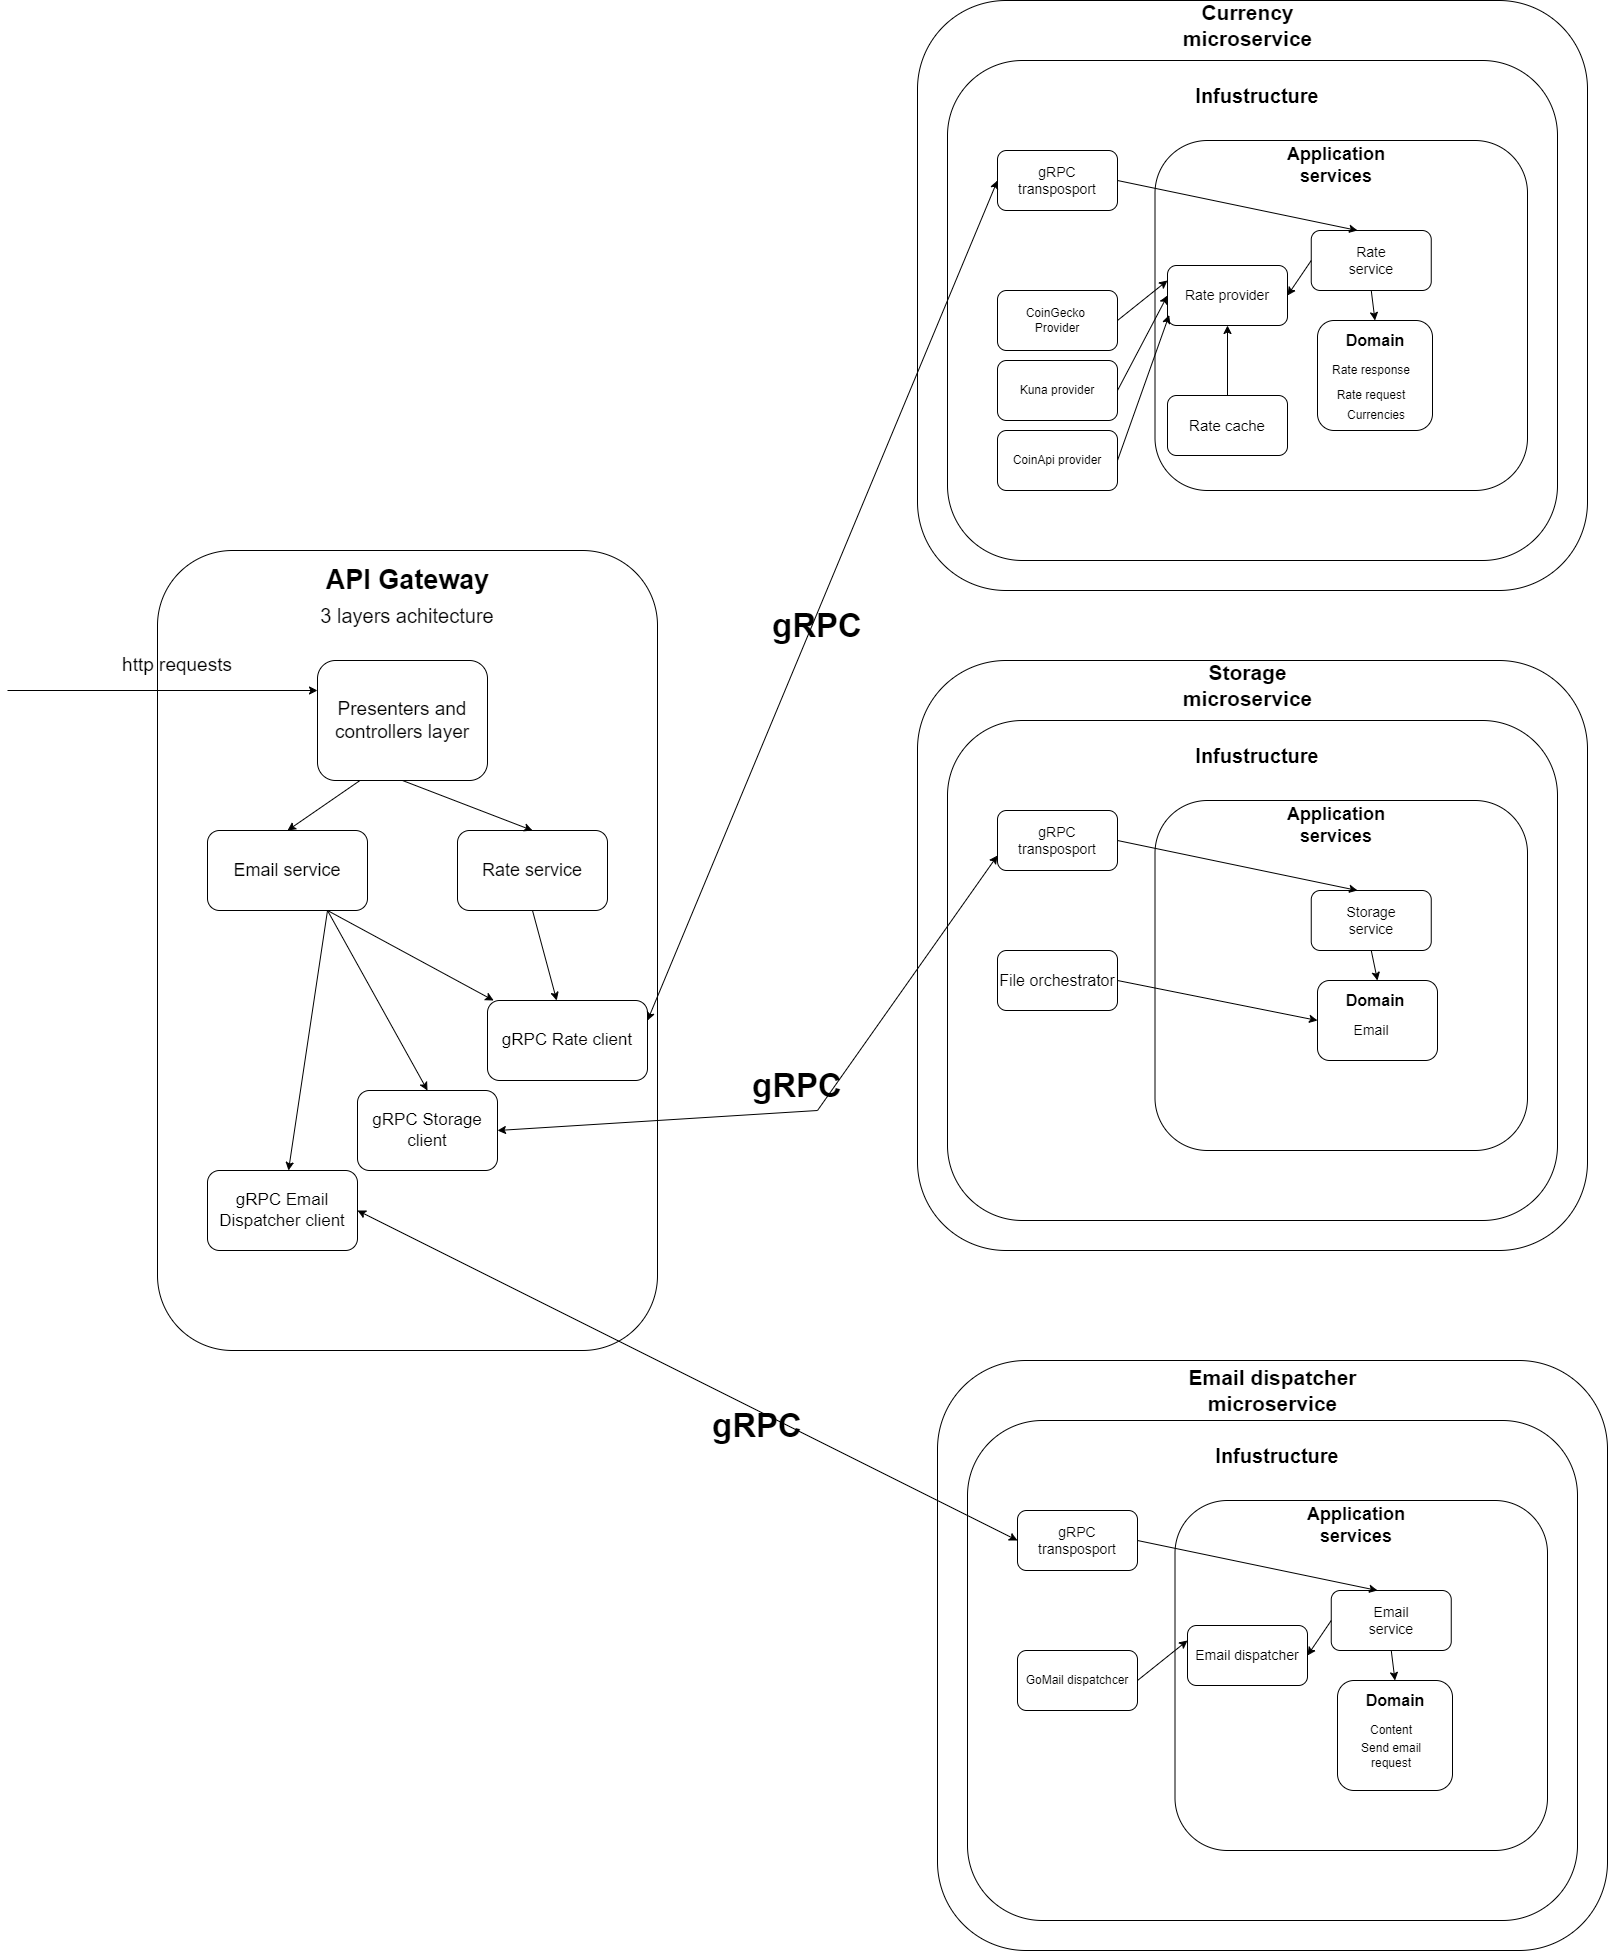 Currency
microservice
Infustructure
Application
services
gRPC
transposport
Rate
service
Rate provider
CoinGecko
Provider
Domain
Rate response
Rate request
Currencies
Kuna provider
Rate cache
CoinApi provider
API Gateway
3 layers achitecture
http requests
Presenters and
controllers layer
Email service
Rate service
gRPC Rate client
gRPC Storage
client
gRPC Email
Dispatcher client
gRPC
gRPC
gRPC
Storage
microservice
Infustructure
Application
services
gRPC
transposport
Storage
service
File orchestrator
Domain
Email
Email dispatcher
microservice
Infustructure
Application
services
gRPC
transposport
Email
service
Email dispatcher
GoMail dispatchcer
Domain
Content
Send email
request